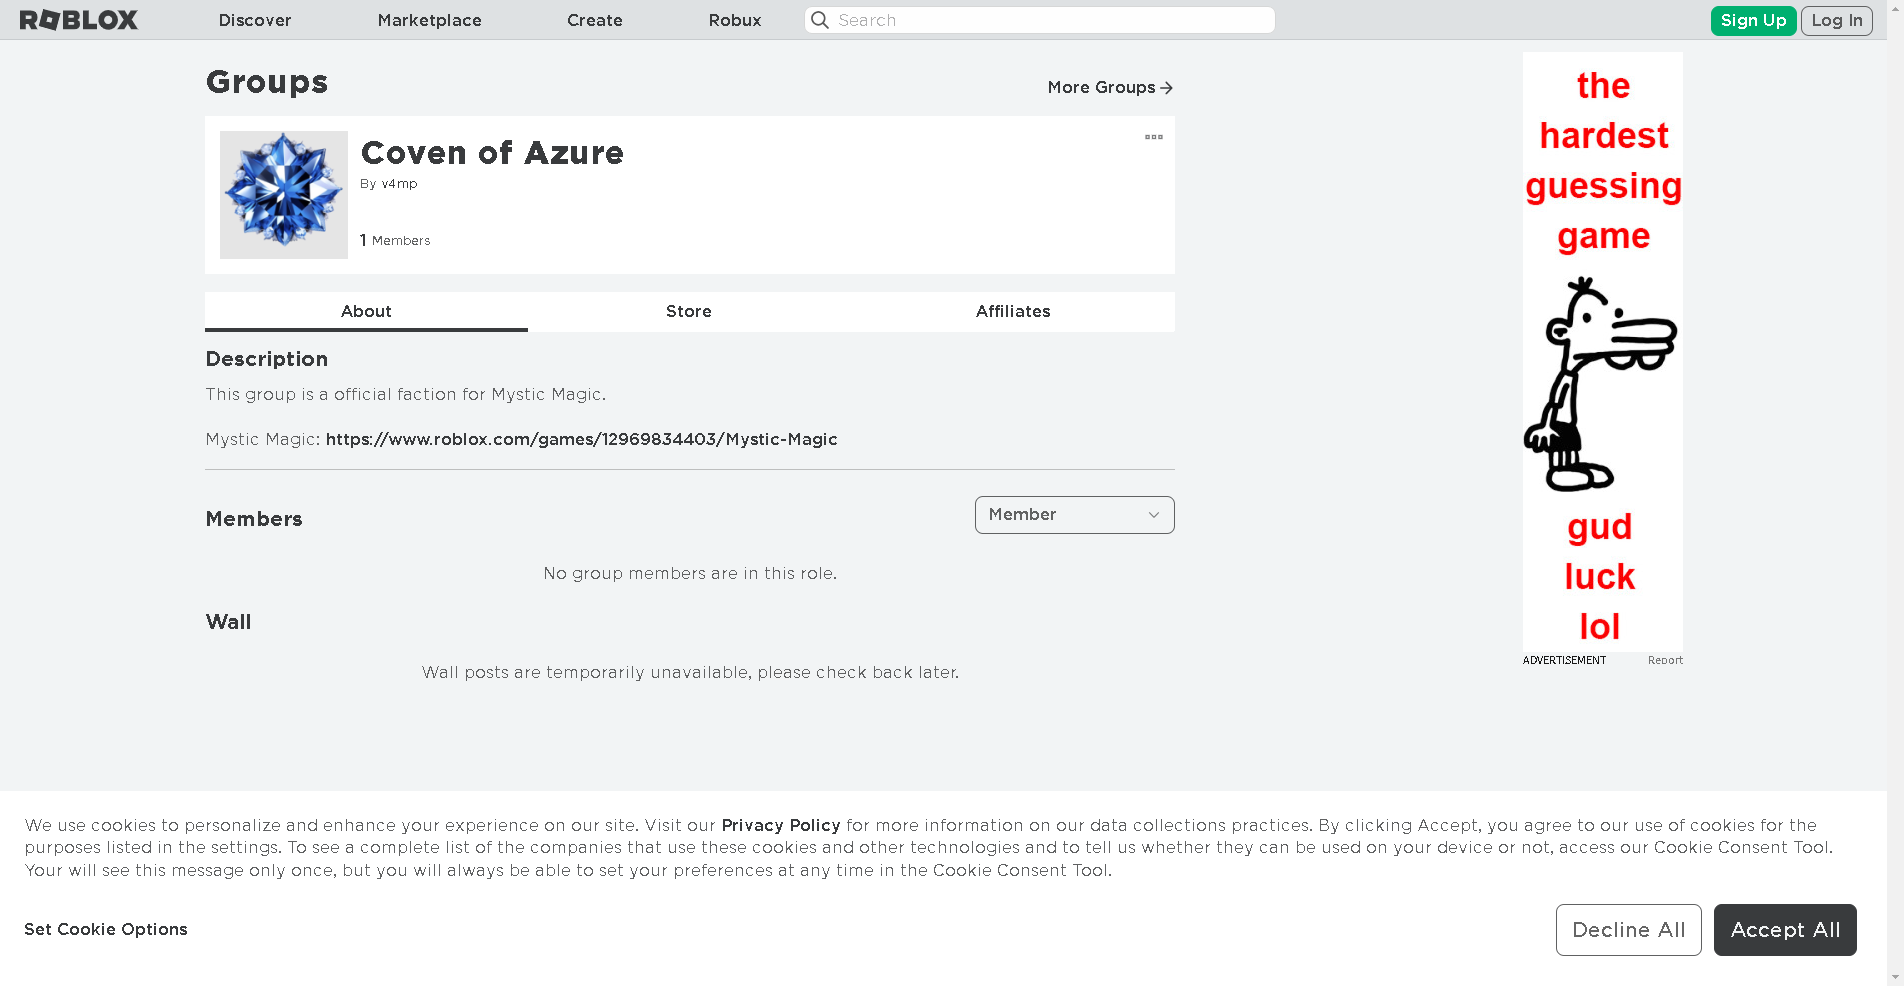 ROBLOX Discover Marketplace Create Robux Search Sign Up Log In
Groups
More Groups
Coven of Azure
By v4mp
1 Members
About Store Affiliates
Description
This group is a official faction for Mystic Magic.
Mystic Magic: https://www.roblox.com/games/12969834403/Mystic-Magic
Members
Member
No group members are in this role.
Wall
Wall posts are temporarily unavailable, please check back later.
the
hardest
guessing
game
gud
luck
lol
ADVERTISEMENT Report
We use cookies to personalize and enhance your experience on our site. Visit our Privacy Policy for more information on our data collections practices. By clicking Accept, you agree to our use of cookies for the
purposes listed in the settings. To see a complete list of the companies that use these cookies and other technologies and to tell us whether they can be used on your device or not, access our Cookie Consent Tool.
Your will see this message only once, but you will always be able to set your preferences at any time in the Cookie Consent Tool.
Set Cookie Options
Decline All
Accept All